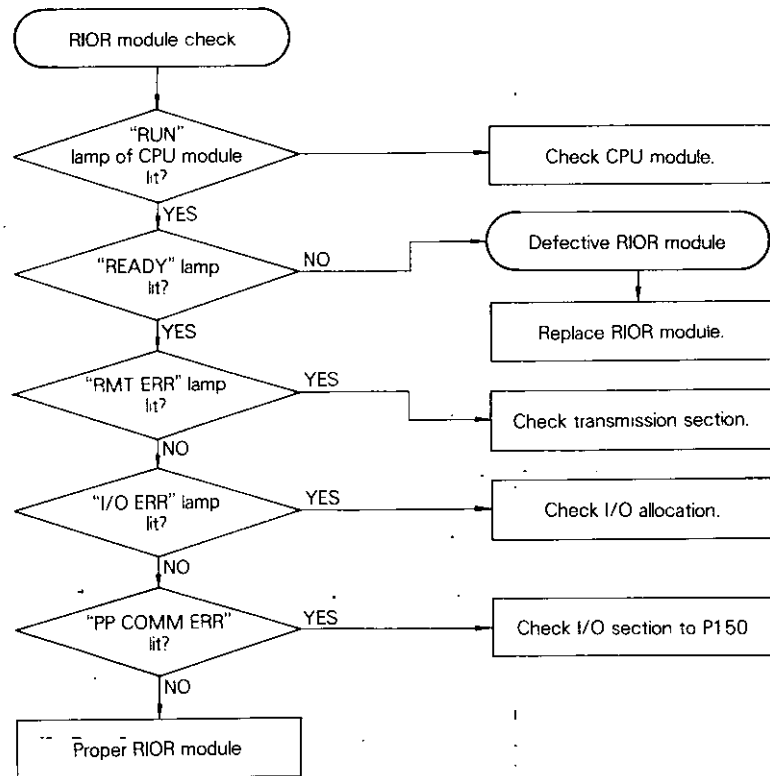 RIOR module check
"RUN"
lamp of CPU module
lit?
Check CPU module.
YES
"READY" lamp
lit?
NO
Defective RIOR module
YES
Replace RIOR module.
"RMT ERR" lamp
lit?
YES
Check transmission section.
NO
"I/O ERR" lamp
lit?
YES
Check I/O allocation.
NO
"PP COMM ERR"
lit?
YES
Check I/O section to P150
NO
Proper RIOR module